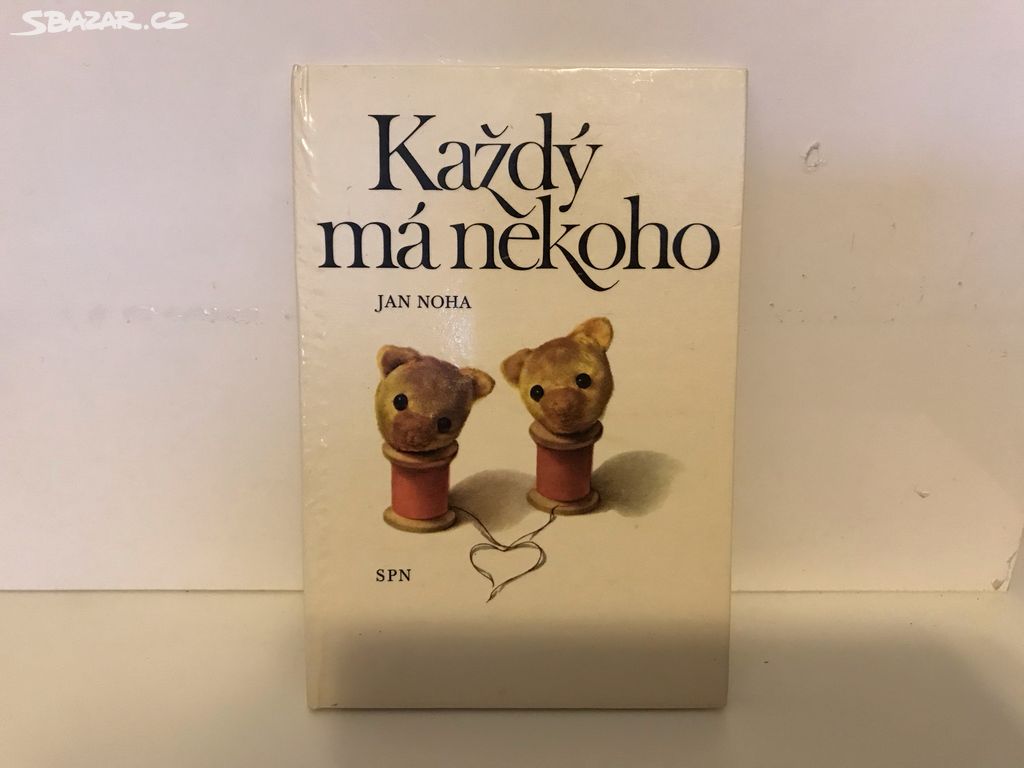 SBAZAR.CZ
Každý
má někoho
JAN NOHA
SPN